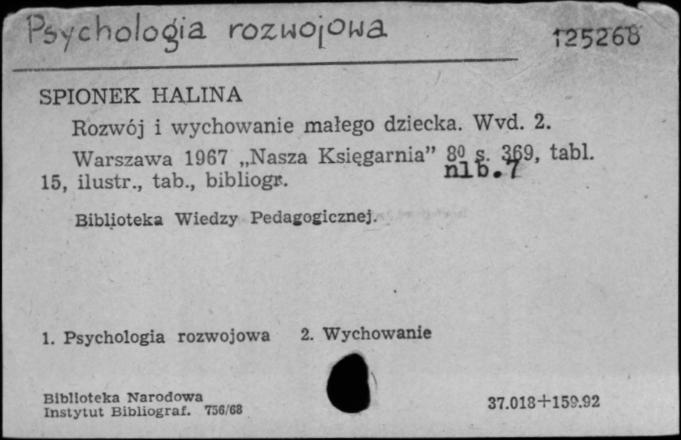 Psychologia rozwojowa
125268
SPIONEK HALINA
Rozwój i wychowanie małego dziecka. Wyd. 2.
Warszawa 1967 „Nasza Księgarnia” 8⁰ s. 369, tabl.
nlb. 7
15, ilustr., tab., bibliogr.
Biblioteka Wiedzy Pedagogicznej.
1. Psychologia rozwojowa 2. Wychowanie
Biblioteka Narodowa
Instytut Bibliograf. 756/68
37.018+159.92